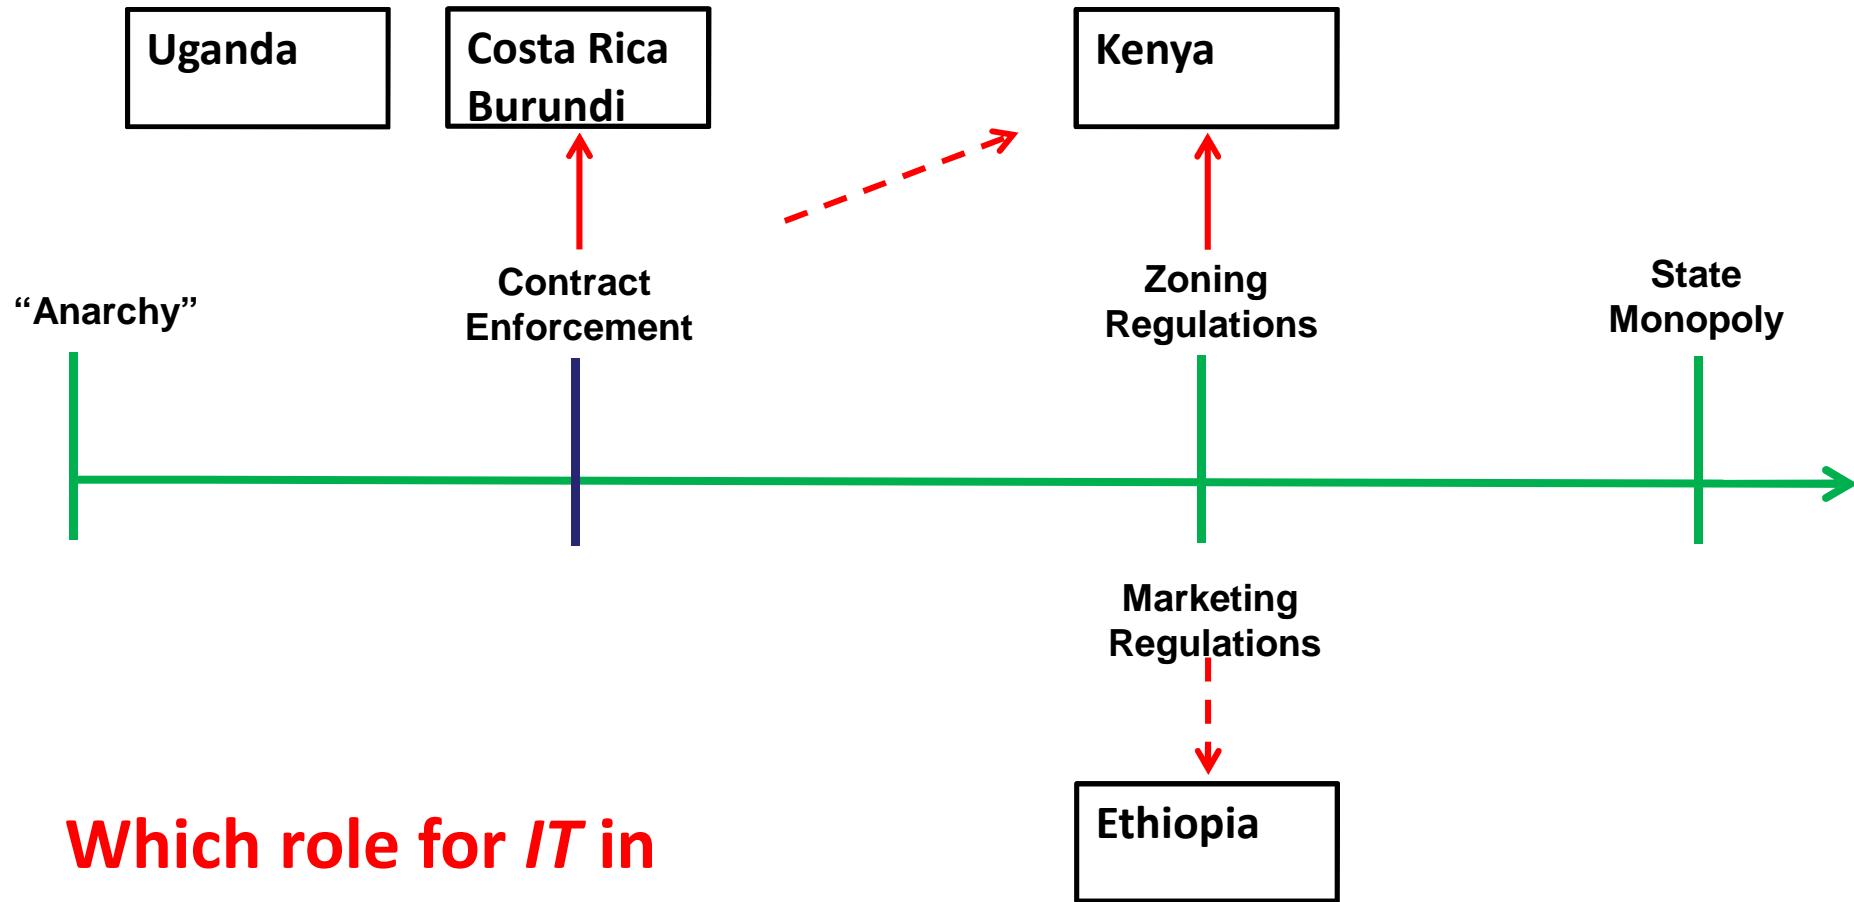 Uganda
Costa Rica
Burundi
Kenya
“Anarchy”
Contract
Enforcement
Zoning
Regulations
State
Monopoly
Marketing
Regulations
Ethiopia
Which role for IT in